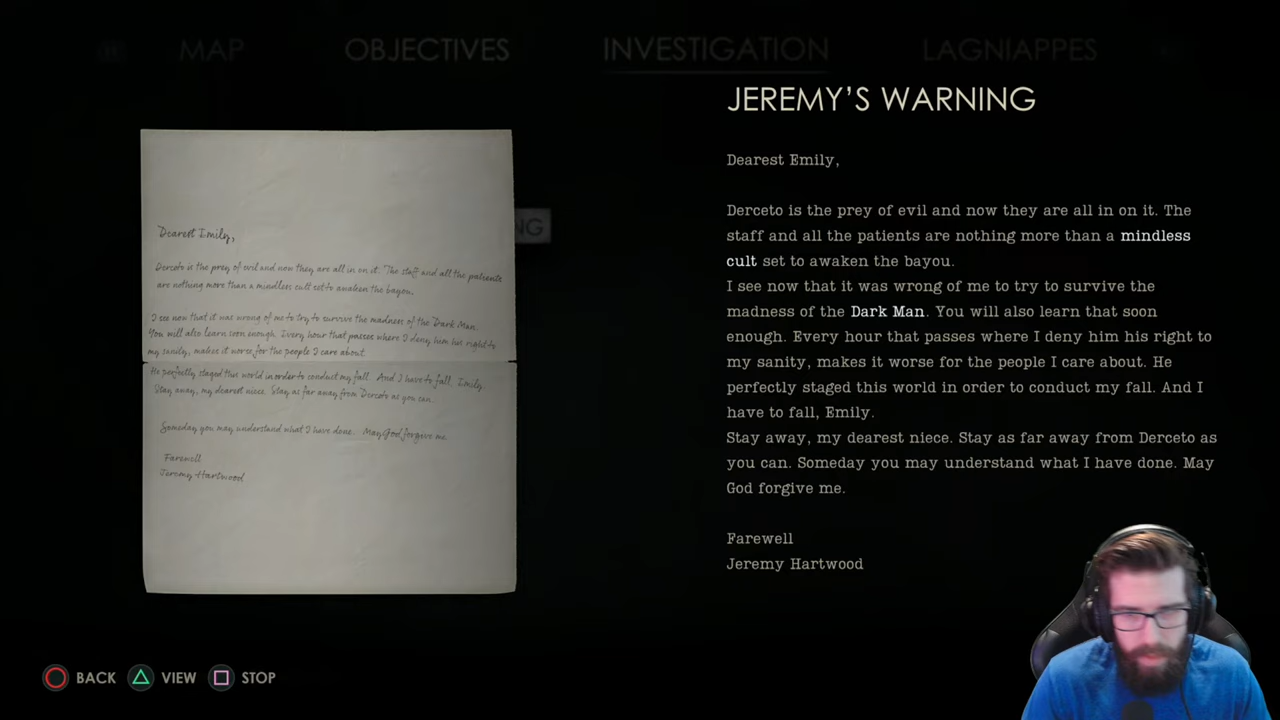 MAP
OBJECTIVES
INVESTIGATION
LAGNIAPPES
JEREMY'S WARNING
Dearest Emily,
Derceto is the prey of evil and now they are all in on it. The
staff and all the patients are nothing more than a mindless
cult set to awaken the bayou.
I see now that it was wrong of me to try to survive the
madness of the Dark Man. You will also learn that soon
enough. Every hour that passes where I deny him his right to
my sanity, makes it worse for the people I care about. He
perfectly staged this world in order to conduct my fall. And I
have to fall, Emily.
Stay away, my dearest niece. Stay as far away from Derceto as
you can. Someday you may understand what I have done. May
God forgive me.
Farewell
Jeremy Hartwood
Dearest Emily,
Derceto is the prey of evil and now they are all in on it. The staff and all the patients
are nothing more than a mindless cult set to awaken the bayou.
I see now that it was wrong of me to try to survive the madness of the Dark Man.
You will also learn soon enough. Every hour that passes where I deny him his right to
my sanity, makes it worse for the people I care about.
He perfectly staged this world in order to conduct my fall. And I have to fall, Emily.
Stay away, my dearest niece. Stay as far away from Derceto as you can.
Someday you may understand what I have done. May God forgive me.
Farewell
Jeremy Hartwood
NG
BACK
VIEW
STOP